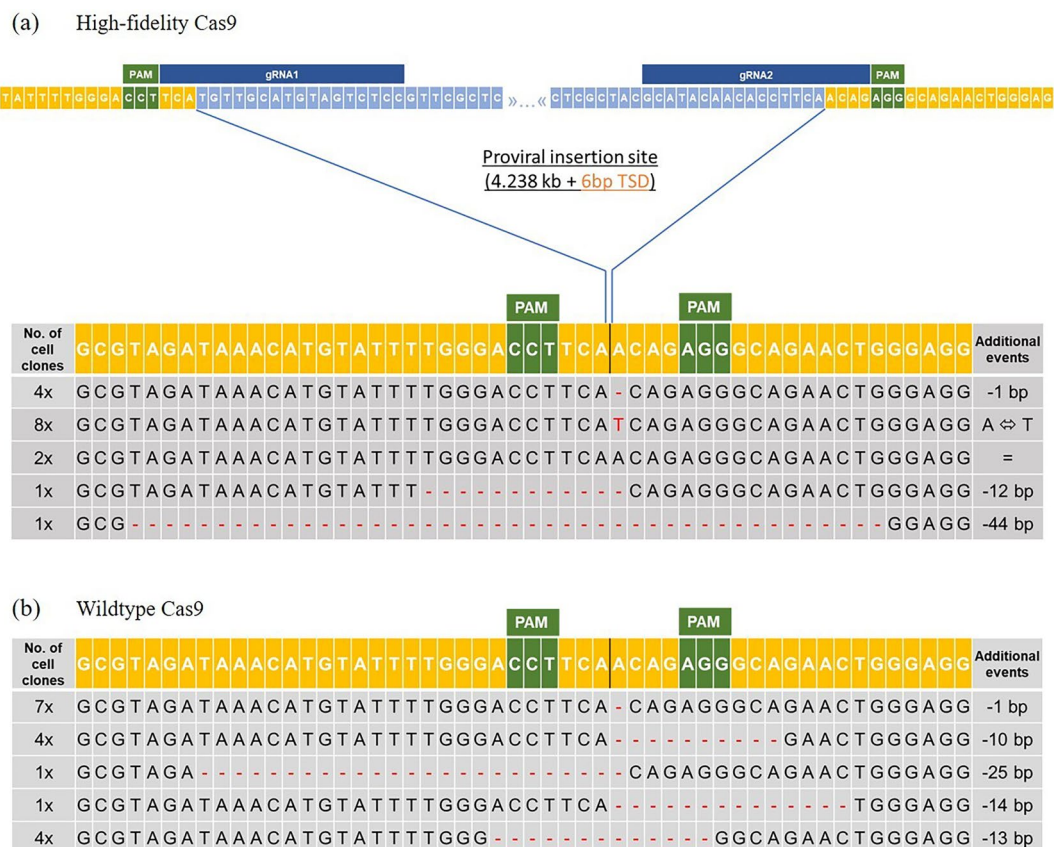 (a) High-fidelity Cas9
PAM gRNA1 gRNA2 PAM
TATTTTGGGACCTTCATGTTGCATGTAGTCTCCGTTCGCTC »...« CTCGCTACGCATACAACACCTTCAACAGAGGGCAGAACTGGGAG
Proviral insertion site
(4.238 kb + 6bp TSD)
PAM PAM
No. of cell clones GCGTAGATAAACATGTATTTTGGGACCTTCAACAGAGGGCAGAACTGGGAGG Additional events
4x GCGTAGATAAACATGTATTTTGGGACCTTCA-CAGAGGGCAGAACTGGGAGG -1 bp
8x GCGTAGATAAACATGTATTTTGGGACCTTCATCAGAGGGCAGAACTGGGAGG A ⇔ T
2x GCGTAGATAAACATGTATTTTGGGACCTTCAACAGAGGGCAGAACTGGGAGG =
1x GCGTAGATAAACATGTATTT------------CAGAGGGCAGAACTGGGAGG -12 bp
1x GCG--------------------------------------------GGAGG -44 bp
(b) Wildtype Cas9
PAM PAM
No. of cell clones GCGTAGATAAACATGTATTTTGGGACCTTCAACAGAGGGCAGAACTGGGAGG Additional events
7x GCGTAGATAAACATGTATTTTGGGACCTTCA-CAGAGGGCAGAACTGGGAGG -1 bp
4x GCGTAGATAAACATGTATTTTGGGACCTTCA----------GAACTGGGAGG -10 bp
1x GCGTAGA-------------------------CAGAGGGCAGAACTGGGAGG -25 bp
1x GCGTAGATAAACATGTATTTTGGGACCTTCA--------------TGGGAGG -14 bp
4x GCGTAGATAAACATGTATTTTGGG-------------GGCAGAACTGGGAGG -13 bp